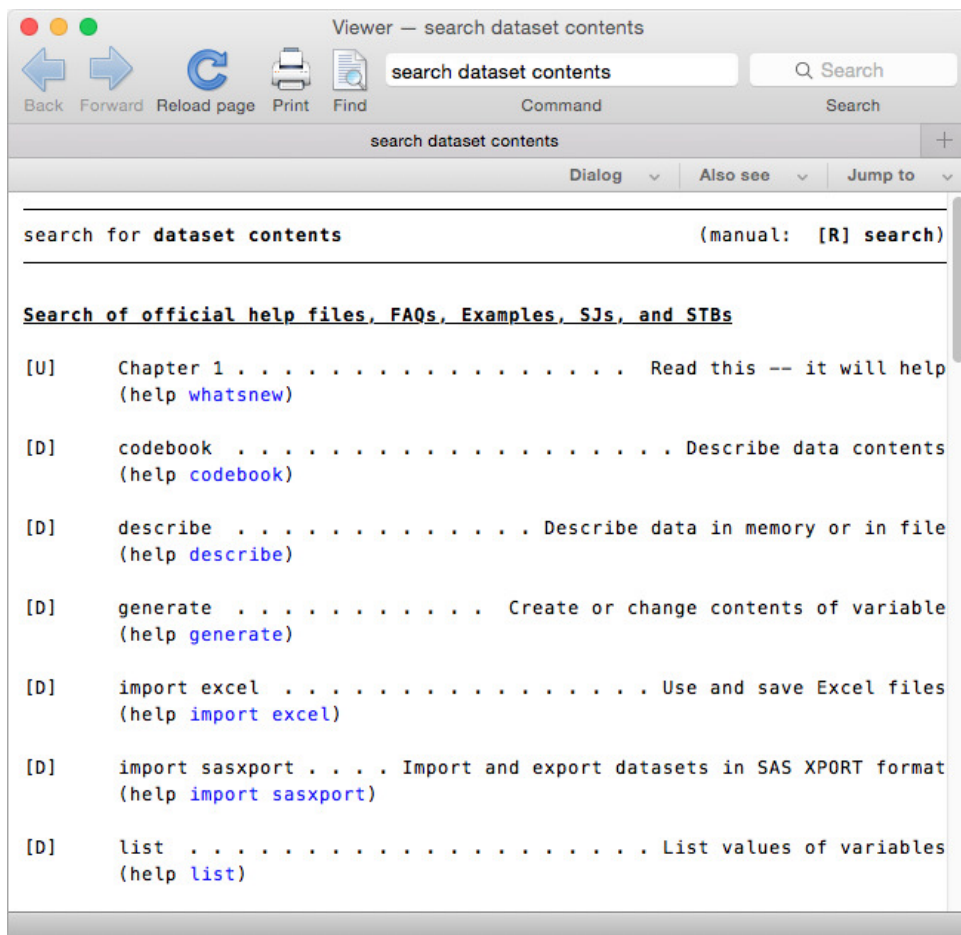 Viewer — search dataset contents
search dataset contents Search
Back Forward Reload page Print Find Command Search
search dataset contents +
Dialog Also see Jump to
search for dataset contents (manual: [R] search)
Search of official help files, FAQs, Examples, SJs, and STBs
[U] Chapter 1 . . . . . . . . . . . . . . . . . Read this -- it will help
(help whatsnew)
[D] codebook . . . . . . . . . . . . . . . . . . . Describe data contents
(help codebook)
[D] describe . . . . . . . . . . . . . Describe data in memory or in file
(help describe)
[D] generate . . . . . . . . . . . Create or change contents of variable
(help generate)
[D] import excel . . . . . . . . . . . . . . . . Use and save Excel files
(help import excel)
[D] import sasxport . . . . Import and export datasets in SAS XPORT format
(help import sasxport)
[D] list . . . . . . . . . . . . . . . . . . . . List values of variables
(help list)